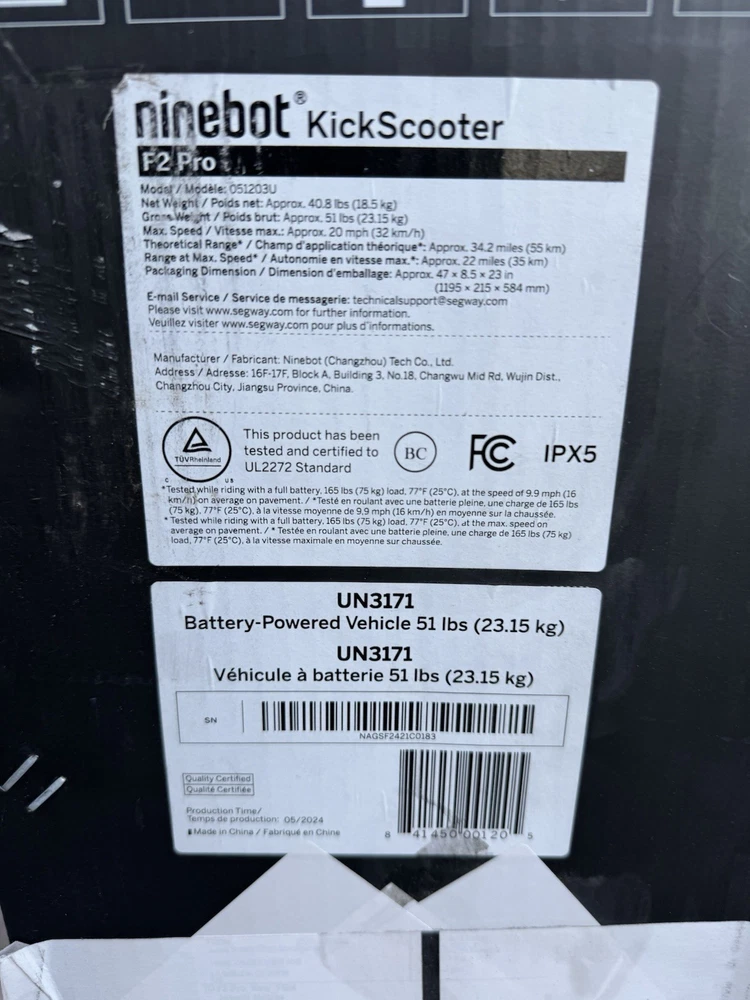 ninebot® KickScooter
F2 Pro
Model / Modèle: 051203U
Net Weight / Poids net: Approx. 40.8 lbs (18.5 kg)
Gross Weight / Poids brut: Approx. 51 lbs (23.15 kg)
Max. Speed / Vitesse max.: Approx. 20 mph (32 km/h)
Theoretical Range* / Champ d'application théorique*: Approx. 34.2 miles (55 km)
Range at Max. Speed* / Autonomie en vitesse max.*: Approx. 22 miles (35 km)
Packaging Dimension / Dimension d'emballage: Approx. 47 × 8.5 × 23 in
(1195 × 215 × 584 mm)
E-mail Service / Service de messagerie: technicalsupport@segway.com
Please visit www.segway.com for further information.
Veuillez visiter www.segway.com pour plus d'informations.
Manufacturer / Fabricant: Ninebot (Changzhou) Tech Co., Ltd.
Address / Adresse: 16F-17F, Block A, Building 3, No.18, Changwu Mid Rd, Wujin Dist.,
Changzhou City, Jiangsu Province, China.
TÜVRheinland
C US
This product has been
tested and certified to
UL2272 Standard
BC
FC
IPX5
*Tested while riding with a full battery, 165 lbs (75 kg) load, 77°F (25°C), at the speed of 9.9 mph (16
km/h) on average on pavement. / *Testé en roulant avec une batterie pleine, une charge de 165 lbs
(75 kg), 77°F (25°C), à la vitesse moyenne de 9.9 mph (16 km/h) en moyenne sur la chaussée.
* Tested while riding with a full battery, 165 lbs (75 kg) load, 77°F (25°C), at the max. speed on
average on pavement. / * Testée en roulant avec une batterie pleine, une charge de 165 lbs (75 kg)
load, 77°F (25°C), à la vitesse maximale en moyenne sur chaussée.
UN3171
Battery-Powered Vehicle 51 lbs (23.15 kg)
UN3171
Véhicule à batterie 51 lbs (23.15 kg)
SN
NAGSF2421C0183
Quality Certified
Qualité Certifiée
Production Time/
Temps de production: 05/2024
Made in China / Fabriqué en Chine
8 41450 00120 5